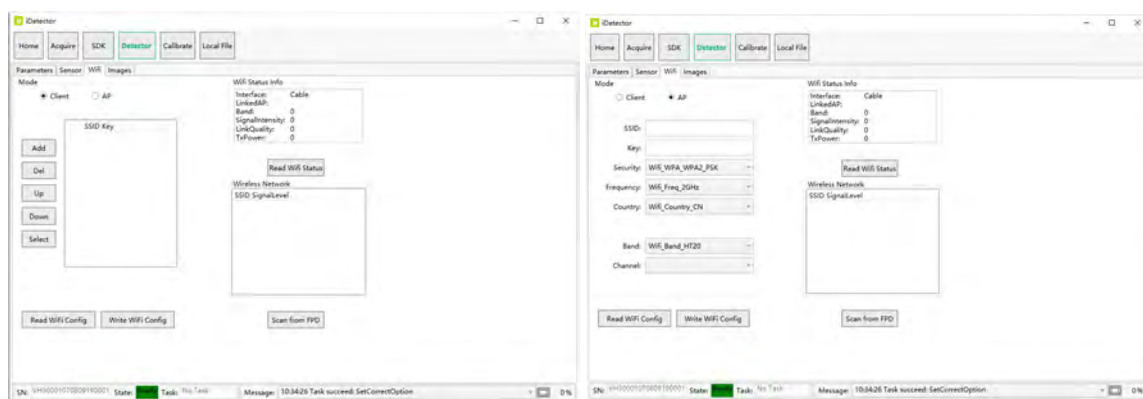 iDetector
Home Acquire SDK Detector Calibrate Local File
Parameters Sensor Wifi Images
Mode
Client AP
SSID Key
Add
Del
Up
Down
Select
Read WiFi Config Write WiFi Config
Wifi Status Info
Interface: Cable
LinkedAP:
Band: 0
SignalIntensity: 0
LinkQuality: 0
TxPower: 0
Read Wifi Status
Wireless Network
SSID SignalLevel
Scan from FPD
SN: State: Ready Task: No Task Message: 10:34:26 Task succeed: SetCorrectOption 0%
iDetector
Home Acquire SDK Detector Calibrate Local File
Parameters Sensor Wifi Images
Mode
Client AP
SSID:
Key:
Security: Wifi_WPA_WPA2_PSK
Frequency: Wifi_Freq_2GHz
Country: Wifi_Country_CN
Band: Wifi_Band_HT20
Channel:
Read WiFi Config Write WiFi Config
Wifi Status Info
Interface: Cable
LinkedAP:
Band: 0
SignalIntensity: 0
LinkQuality: 0
TxPower: 0
Read Wifi Status
Wireless Network
SSID SignalLevel
Scan from FPD
SN: State: Ready Task: No Task Message: 10:34:26 Task succeed: SetCorrectOption 0%